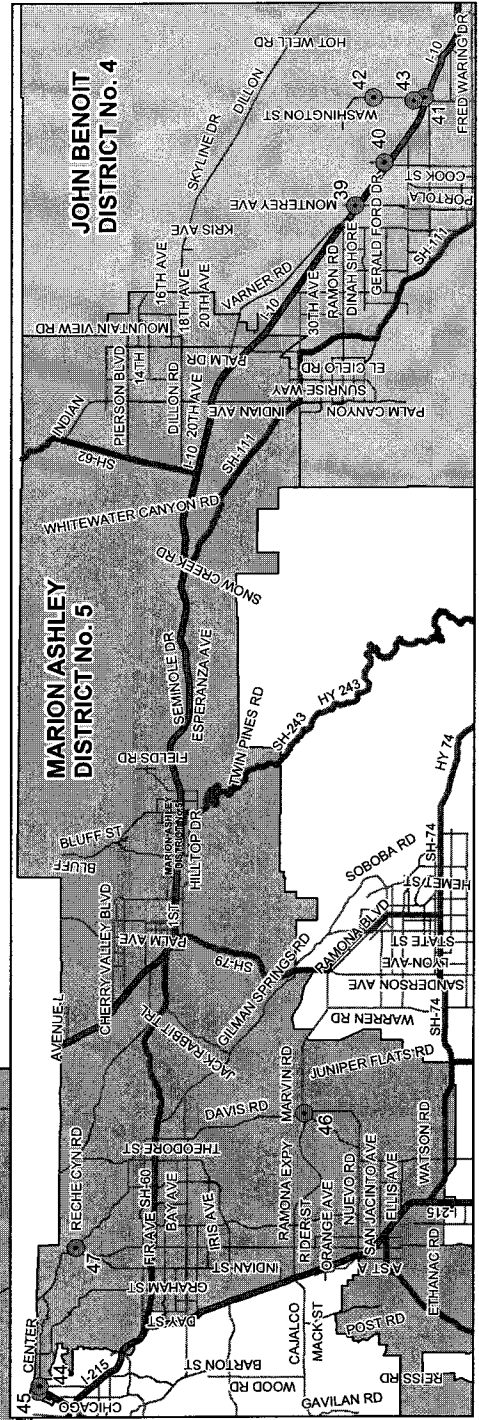 JOHN BENOIT
DISTRICT No. 4
MARION ASHLEY
DISTRICT No. 5
HOT WELL RD
DILLON
SKYLINE DR
KRIS AVE
WASHINGTON ST
42
43
41
I-10
FRED WARING DR
40
39
MONTEREY AVE
COOK ST
PORTOLA
VARNER RD
I-10
16TH AVE
18TH AVE
20TH AVE
MOUNTAIN VIEW RD
30TH AVE
RAMON RD
DINAH SHORE
GERALD FORD DR
SH-111
PALM DR
EL CIELO RD
SUNRISE WAY
PALM CANYON
INDIAN AVE
PIERSON BLVD
14TH
DILLON RD
20TH AVE
I-10
INDIAN
SH-62
SH-111
WHITEWATER CANYON RD
SNOW CREEK RD
SEMINOLE DR
ESPERANZA AVE
FIELDS RD
TWIN PINES RD
SH-243
HY 243
HY 74
BLUFF ST
BLUFF
MARION ASHLEY
DISTRICT No. 5
HILLTOP DR
1ST
PALM AVE
CHERRY VALLEY BLVD
AVENUE L
SH-79
SOBOBA RD
SH-74
HEMET ST
STATE ST
LYON AVE
SANDERSON AVE
RAMONA BLVD
GILMAN SPRINGS RD
WARREN RD
SH-74
JACK RABBIT TRL
JUNIPER FLATS RD
DAVIS RD
MARVIN RD
46
THEODORE ST
RECHE CYN RD
47
FIR AVE
SH-60
BAY AVE
IRIS AVE
RAMONA EXPY
RIDER ST
ORANGE AVE
NUEVO RD
SAN JACINTO AVE
ELLIS AVE
WATSON RD
I-215
INDIAN ST
GRAHAM ST
DAY ST
A ST
A
ETHANAC RD
POST RD
CAJALCO
MACK ST
BARTON ST
WOOD RD
GAVILAN RD
REISS RD
CENTER
44
45
I-215
CHICAGO